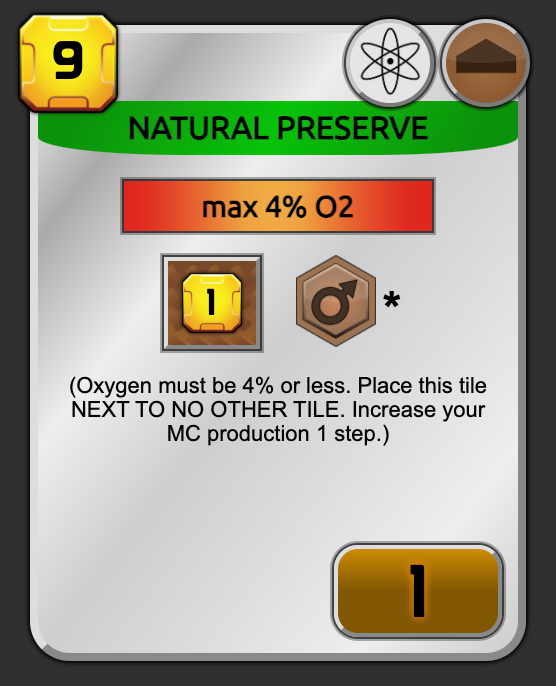 9
NATURAL PRESERVE
max 4% O2
1
*
(Oxygen must be 4% or less. Place this tile
NEXT TO NO OTHER TILE. Increase your
MC production 1 step.)
1